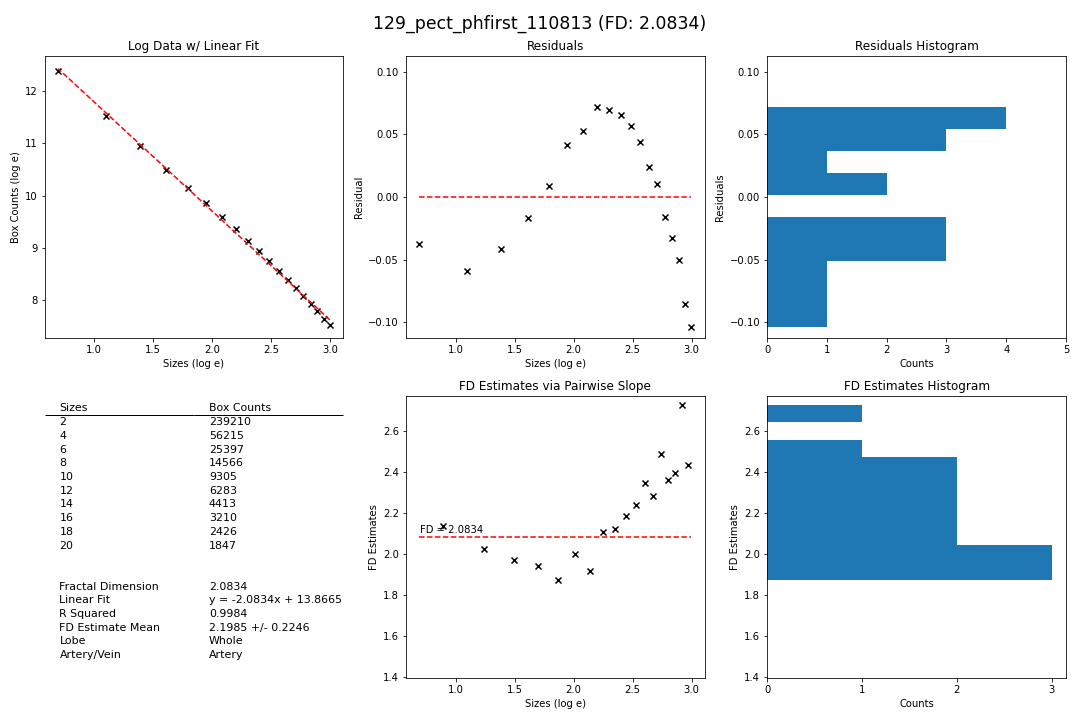 129_pect_phfirst_110813 (FD: 2.0834)
Log Data w/ Linear Fit
Box Counts (log e)
12
11
10
9
8
1.0 1.5 2.0 2.5 3.0
Sizes (log e)
Residuals
Residual
0.10
0.05
0.00
−0.05
−0.10
1.0 1.5 2.0 2.5 3.0
Sizes (log e)
Residuals Histogram
Residuals
0.10
0.05
0.00
−0.05
−0.10
0 1 2 3 4 5
Counts
Sizes Box Counts
2 239210
4 56215
6 25397
8 14566
10 9305
12 6283
14 4413
16 3210
18 2426
20 1847
Fractal Dimension 2.0834
Linear Fit y = -2.0834x + 13.8665
R Squared 0.9984
FD Estimate Mean 2.1985 +/- 0.2246
Lobe Whole
Artery/Vein Artery
FD Estimates via Pairwise Slope
FD Estimates
2.6
2.4
2.2
2.0
1.8
1.6
1.4
FD = 2.0834
1.0 1.5 2.0 2.5 3.0
Sizes (log e)
FD Estimates Histogram
FD Estimates
2.6
2.4
2.2
2.0
1.8
1.6
1.4
0 1 2 3
Counts